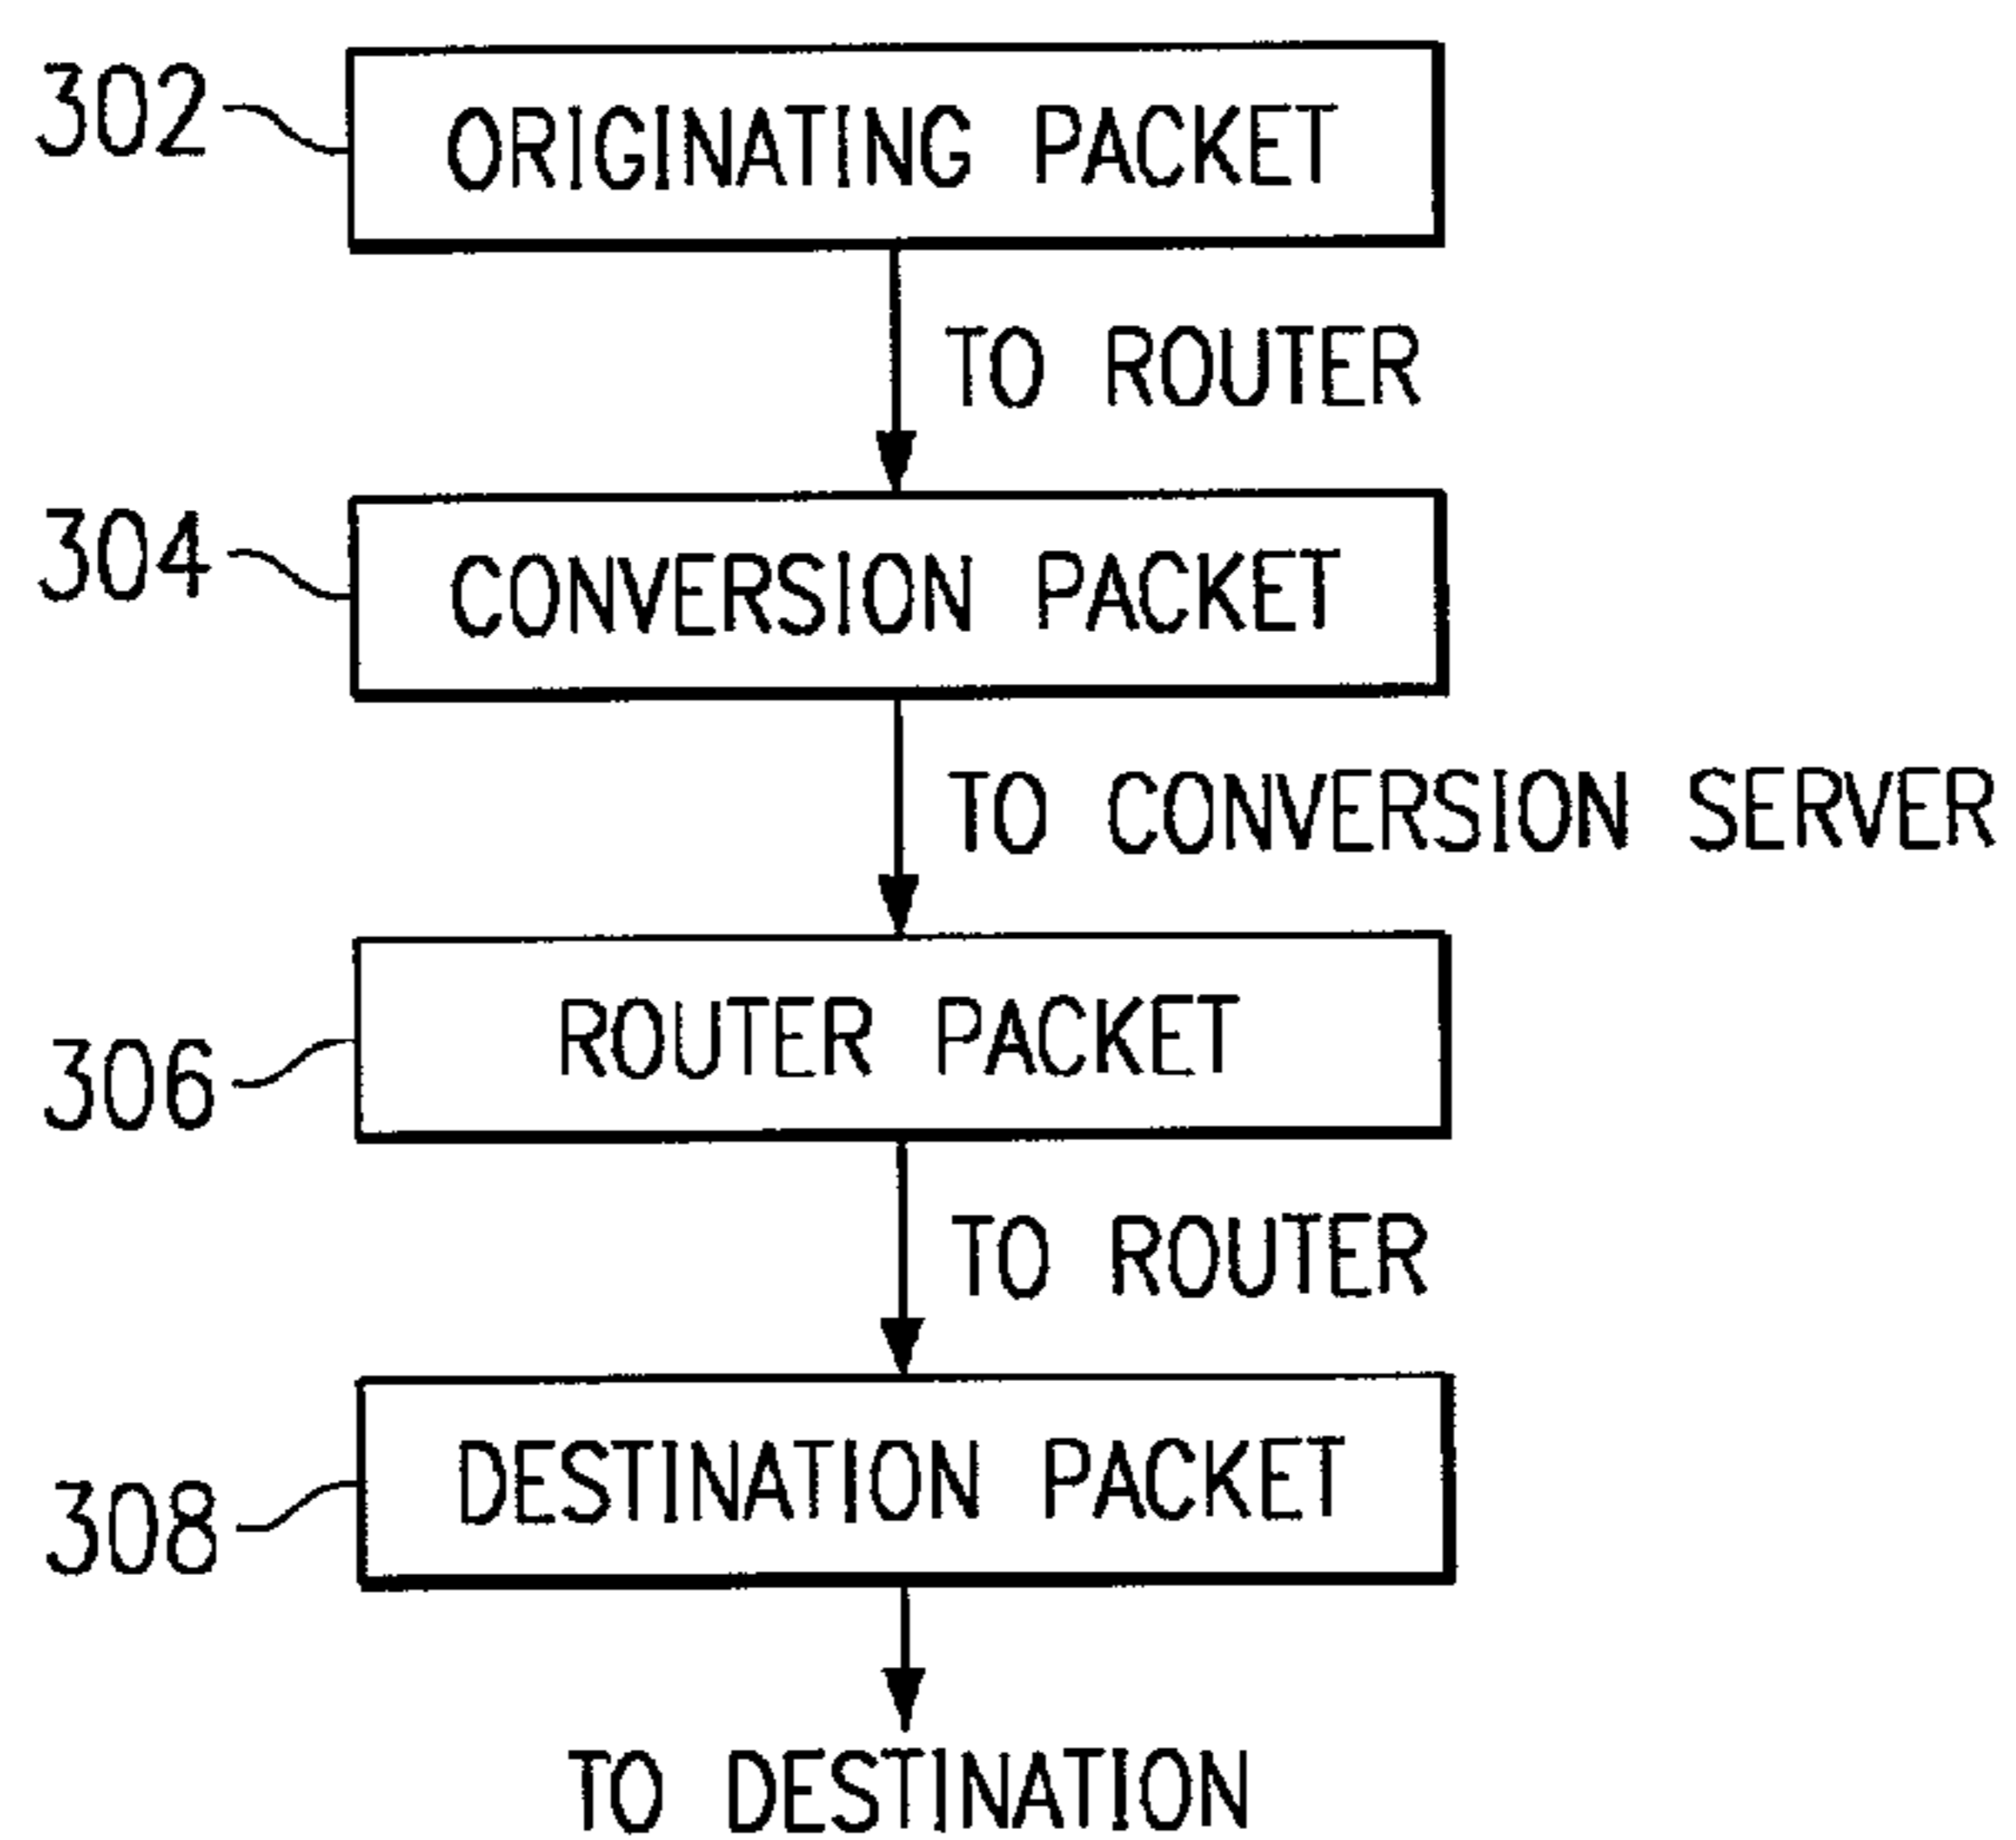 302 ORIGINATING PACKET
TO ROUTER
304 CONVERSION PACKET
TO CONVERSION SERVER
306 ROUTER PACKET
TO ROUTER
308 DESTINATION PACKET
TO DESTINATION